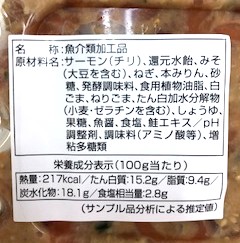 名　　称：魚介類加工品
原材料名：サーモン(チリ)、還元水飴、みそ
(大豆を含む)、ねぎ、本みりん、砂
糖、発酵調味料、食用植物油脂、白
ごま、ねりごま、たん白加水分解物
(小麦・ゼラチンを含む)、しょうゆ、
果糖、魚醤、食塩、鮭エキス／pH
調整剤、調味料(アミノ酸等)、増
粘多糖類
栄養成分表示(100g当たり)
熱量：217kcal／たん白質：15.2g／脂質：9.4g／
炭水化物：18.1g／食塩相当量：2.8g
(サンプル品分析による推定値)